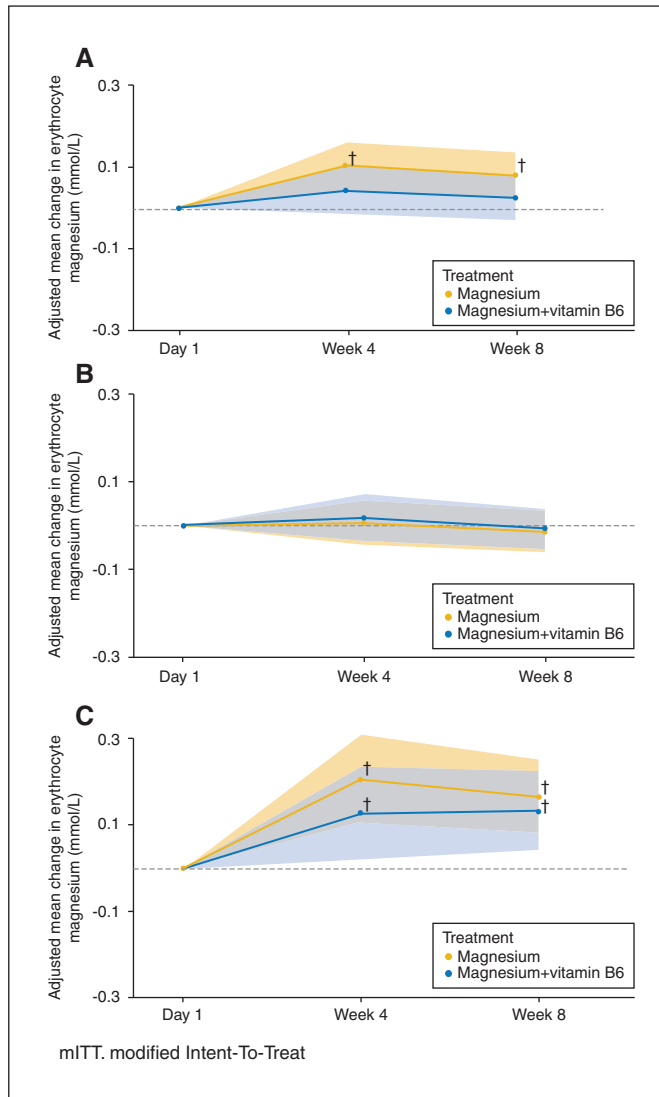 A
Adjusted mean change in erythrocyte
magnesium (mmol/L)
0.3
0.1
-0.1
-0.3
†
†
Treatment
Magnesium
Magnesium+vitamin B6
Day 1
Week 4
Week 8
B
Adjusted mean change in erythrocyte
magnesium (mmol/L)
0.3
0.1
-0.1
-0.3
Treatment
Magnesium
Magnesium+vitamin B6
Day 1
Week 4
Week 8
C
Adjusted mean change in erythrocyte
magnesium (mmol/L)
0.3
0.1
-0.1
-0.3
†
†
†
†
Treatment
Magnesium
Magnesium+vitamin B6
Day 1
Week 4
Week 8
mITT. modified Intent-To-Treat